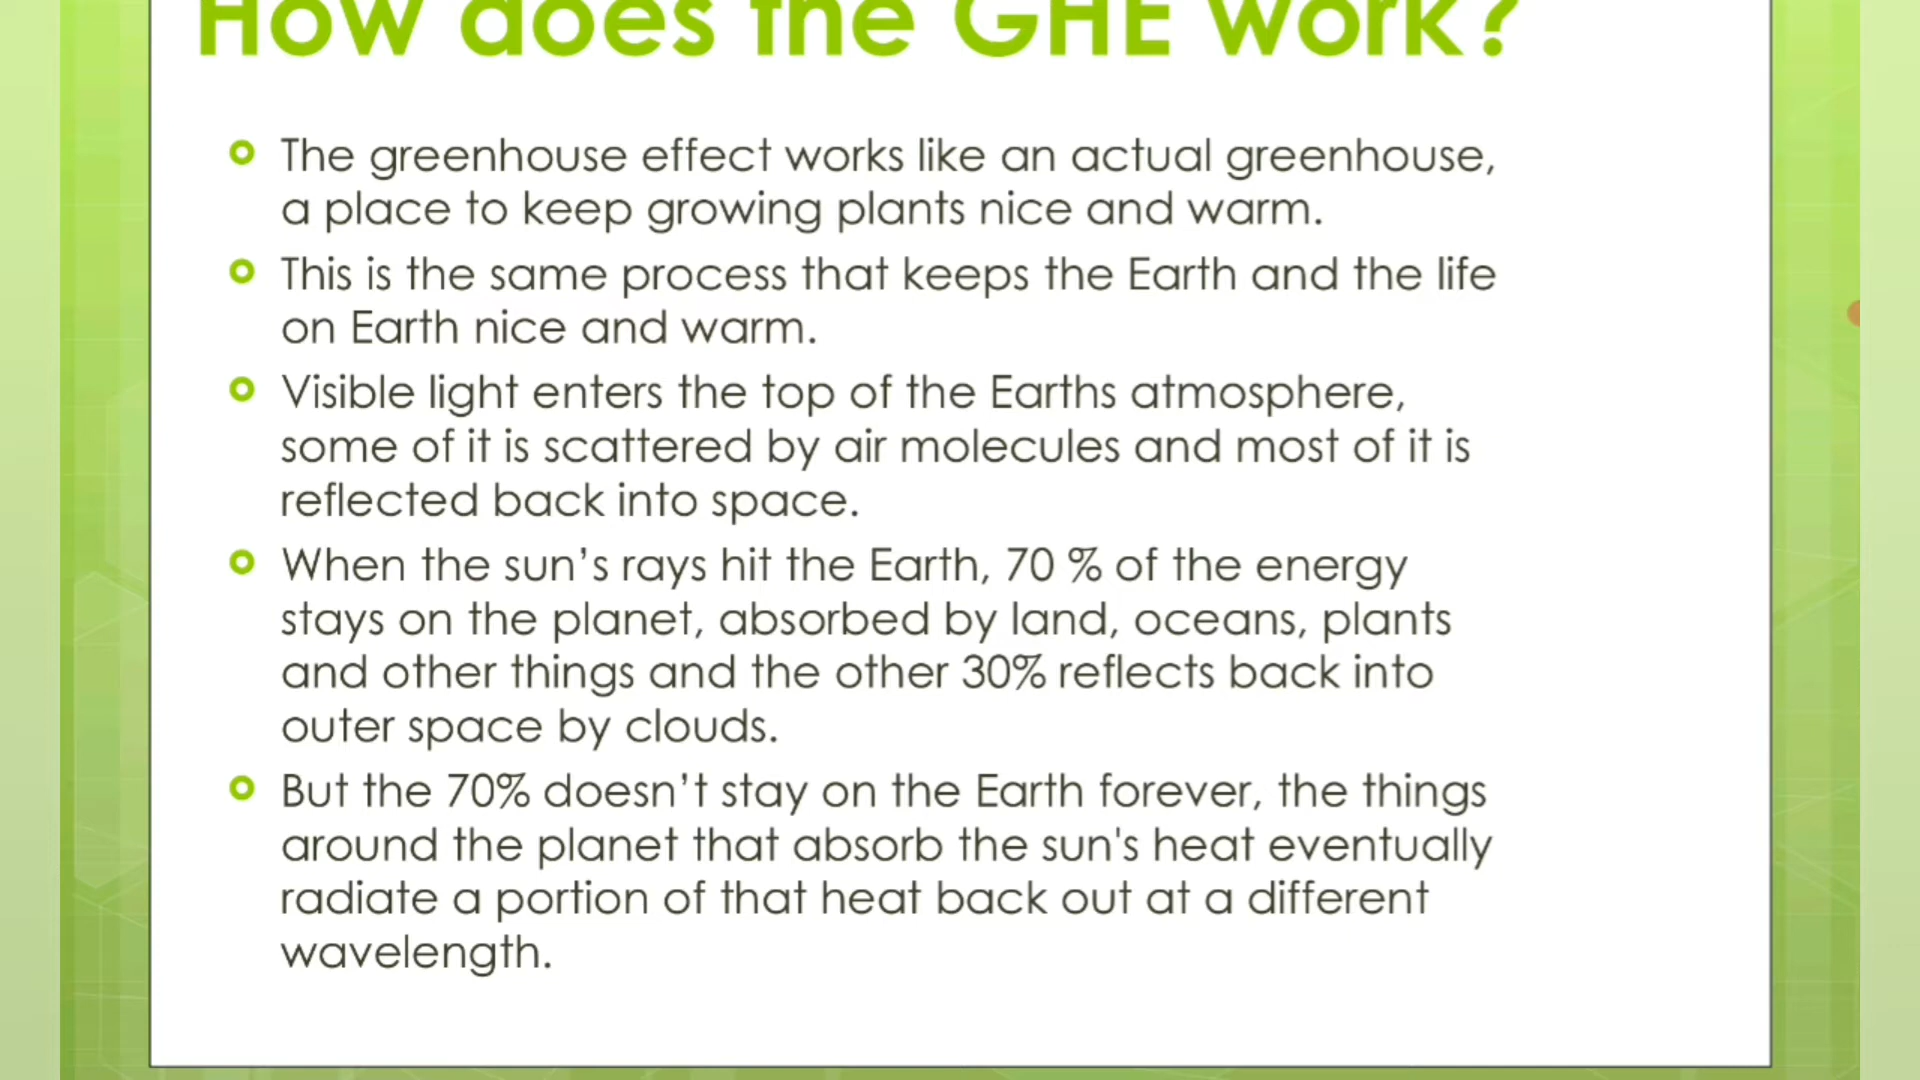 How does the GHE work?
The greenhouse effect works like an actual greenhouse,
a place to keep growing plants nice and warm.
This is the same process that keeps the Earth and the life
on Earth nice and warm.
Visible light enters the top of the Earths atmosphere,
some of it is scattered by air molecules and most of it is
reflected back into space.
When the sun’s rays hit the Earth, 70 % of the energy
stays on the planet, absorbed by land, oceans, plants
and other things and the other 30% reflects back into
outer space by clouds.
But the 70% doesn’t stay on the Earth forever, the things
around the planet that absorb the sun's heat eventually
radiate a portion of that heat back out at a different
wavelength.